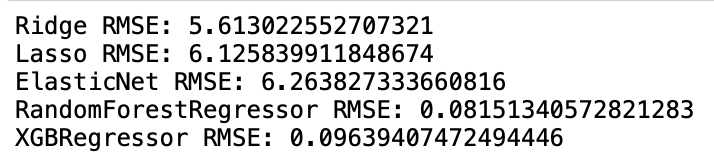 Ridge RMSE: 5.613022552707321
Lasso RMSE: 6.125839911848674
ElasticNet RMSE: 6.263827333660816
RandomForestRegressor RMSE: 0.08151340572821283
XGBRegressor RMSE: 0.09639407472494446